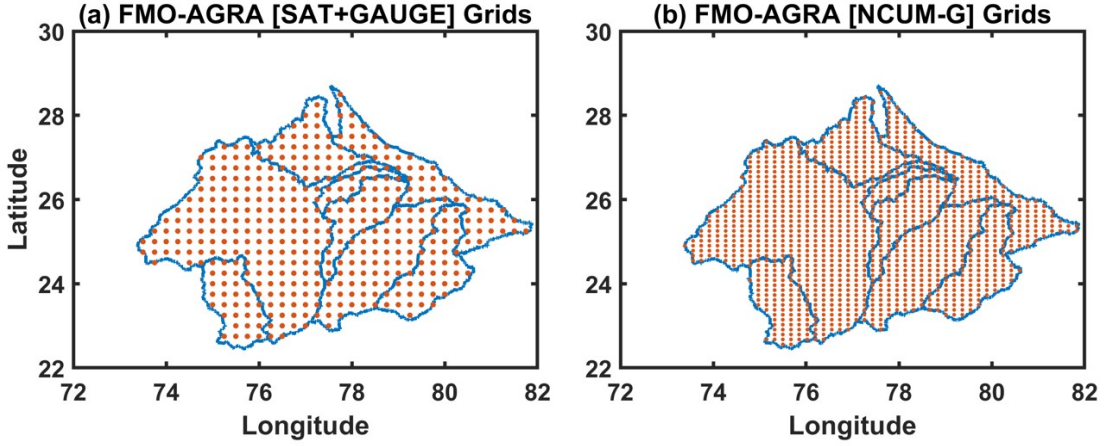 (a) FMO-AGRA [SAT+GAUGE] Grids
30
28
26
24
22
72 74 76 78 80 82
Latitude
Longitude
(b) FMO-AGRA [NCUM-G] Grids
30
28
26
24
22
72 74 76 78 80 82
Longitude